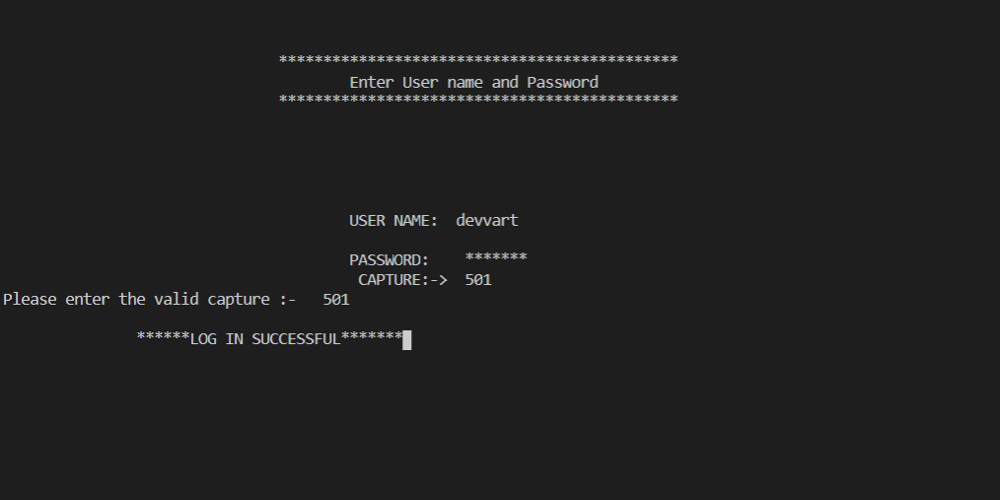 *********************************************
Enter User name and Password
*********************************************
USER NAME:  devvart
PASSWORD:    *******
CAPTURE:->  501
Please enter the valid capture :-   501
******LOG IN SUCCESSFUL*******